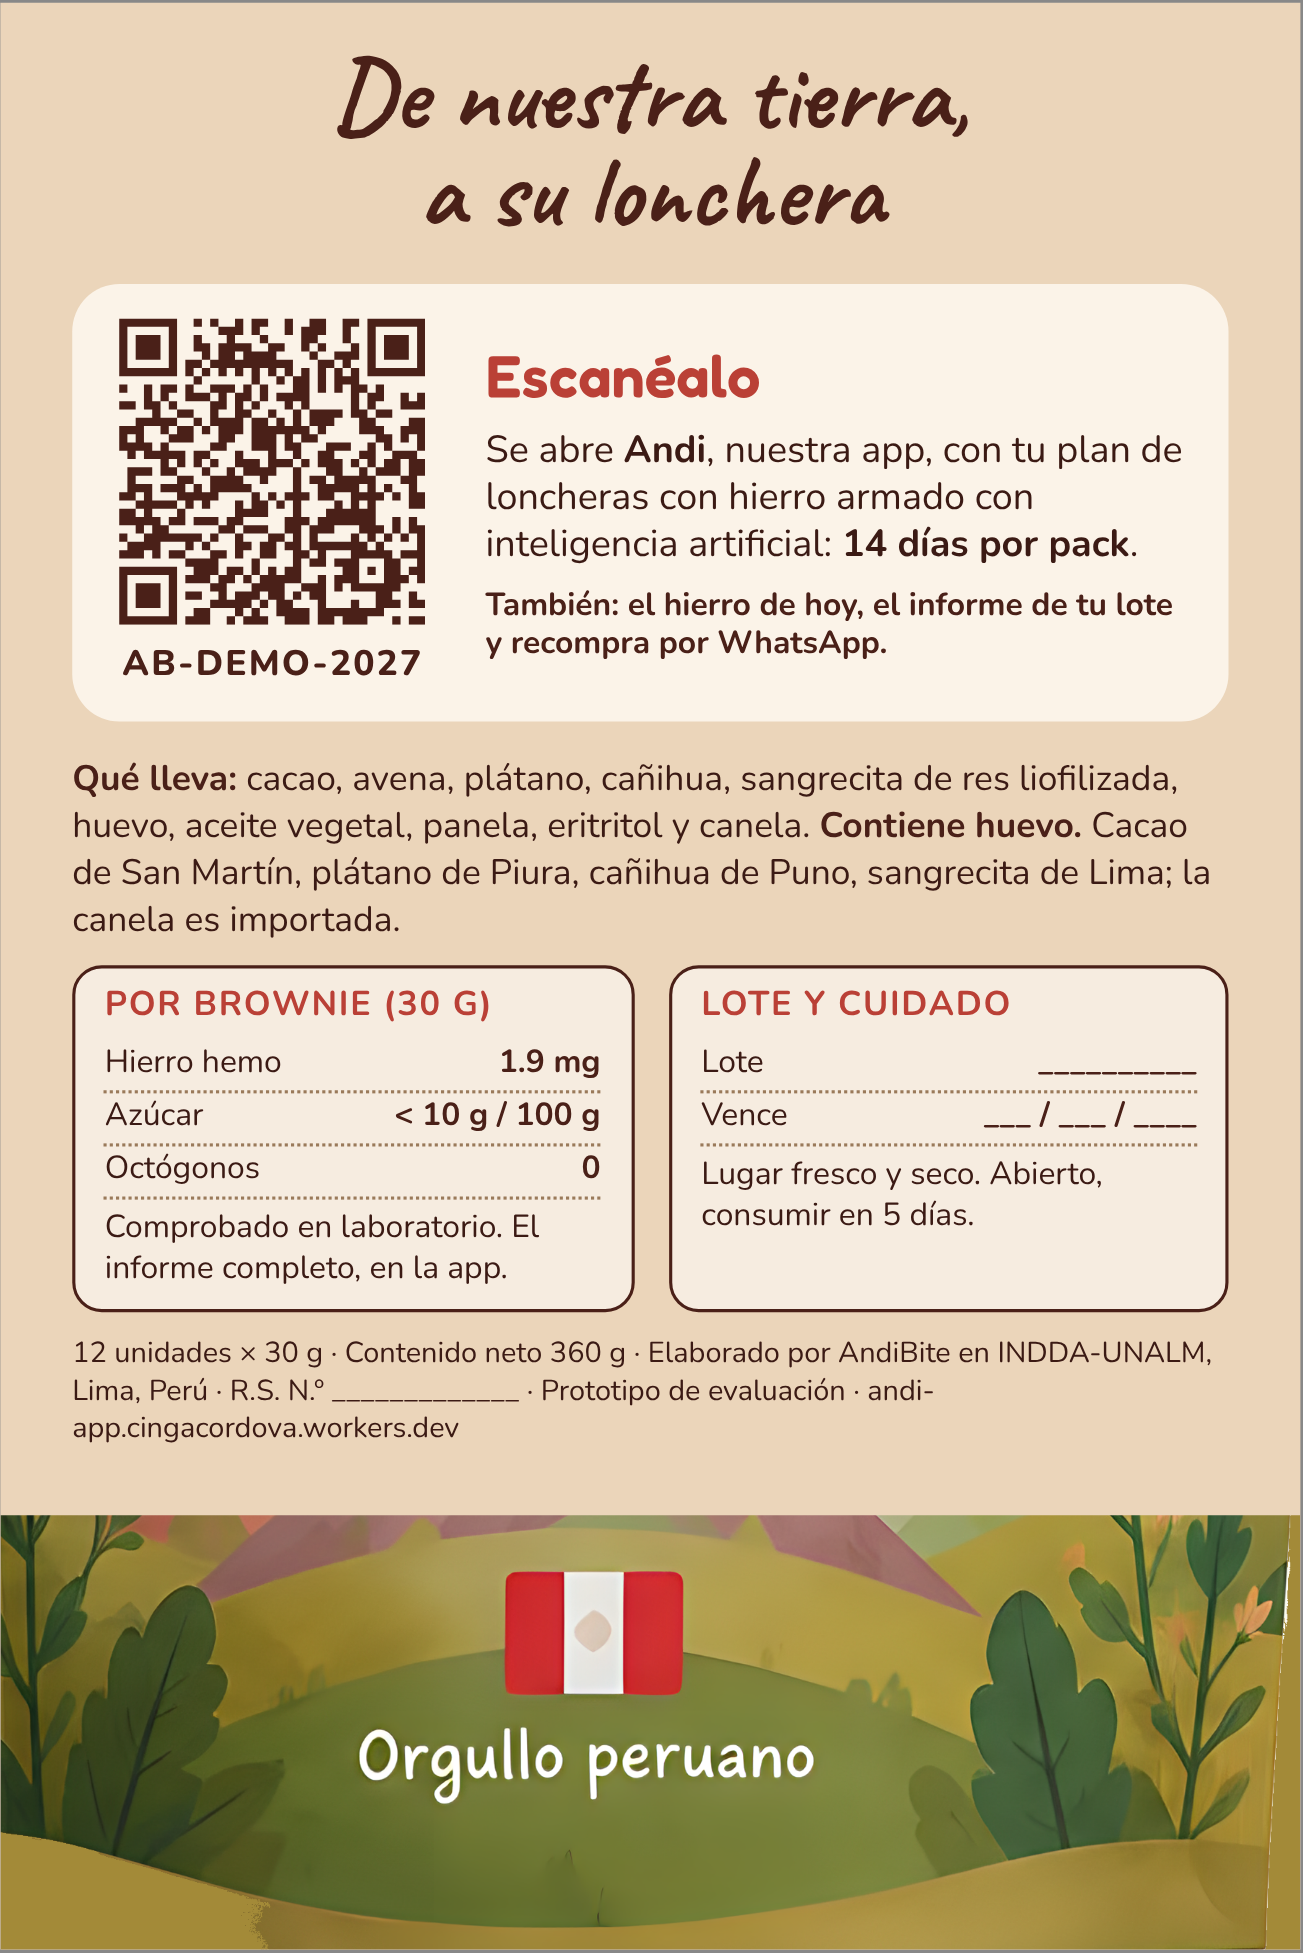 De nuestra tierra,
a su lonchera
Escanéalo
Se abre Andi, nuestra app, con tu plan de
loncheras con hierro armado con
inteligencia artificial: 14 días por pack.
También: el hierro de hoy, el informe de tu lote
y recompra por WhatsApp.
AB-DEMO-2027
Qué lleva: cacao, avena, plátano, cañihua, sangrecita de res liofilizada,
huevo, aceite vegetal, panela, eritritol y canela. Contiene huevo. Cacao
de San Martín, plátano de Piura, cañihua de Puno, sangrecita de Lima; la
canela es importada.
POR BROWNIE (30 G)
Hierro hemo 1.9 mg
Azúcar < 10 g / 100 g
Octógonos 0
Comprobado en laboratorio. El
informe completo, en la app.
LOTE Y CUIDADO
Lote __________
Vence ___ / ___ / ____
Lugar fresco y seco. Abierto,
consumir en 5 días.
12 unidades × 30 g · Contenido neto 360 g · Elaborado por AndiBite en INDDA-UNALM,
Lima, Perú · R.S. N.º _____________ · Prototipo de evaluación · andi-
app.cingacordova.workers.dev
Orgullo peruano